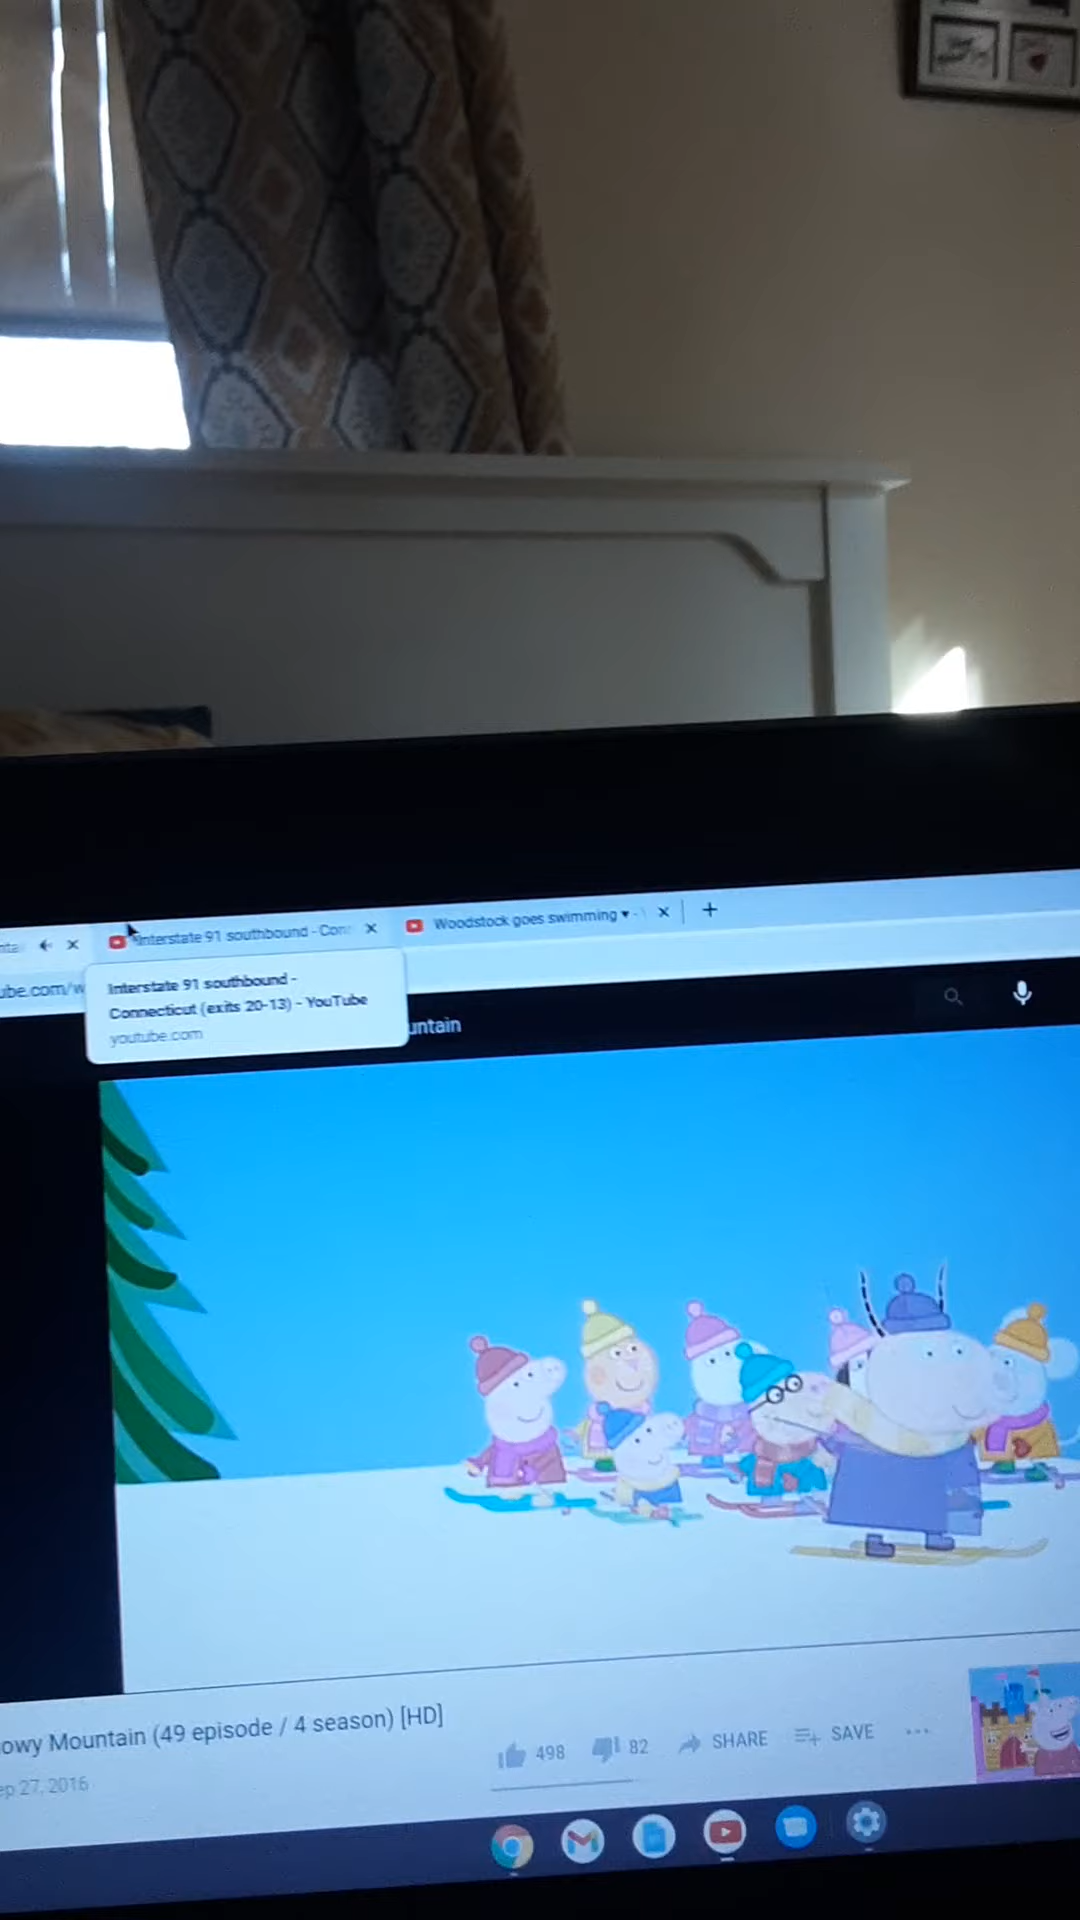 Interstate 91 southbound - Con
Woodstock goes swimming ♥ -
ube.com/w
Interstate 91 southbound -
Connecticut (exits 20-13) - YouTube
youtube.com
untain
owy Mountain (49 episode / 4 season) [HD]
498
82
SHARE
SAVE
ep 27, 2016